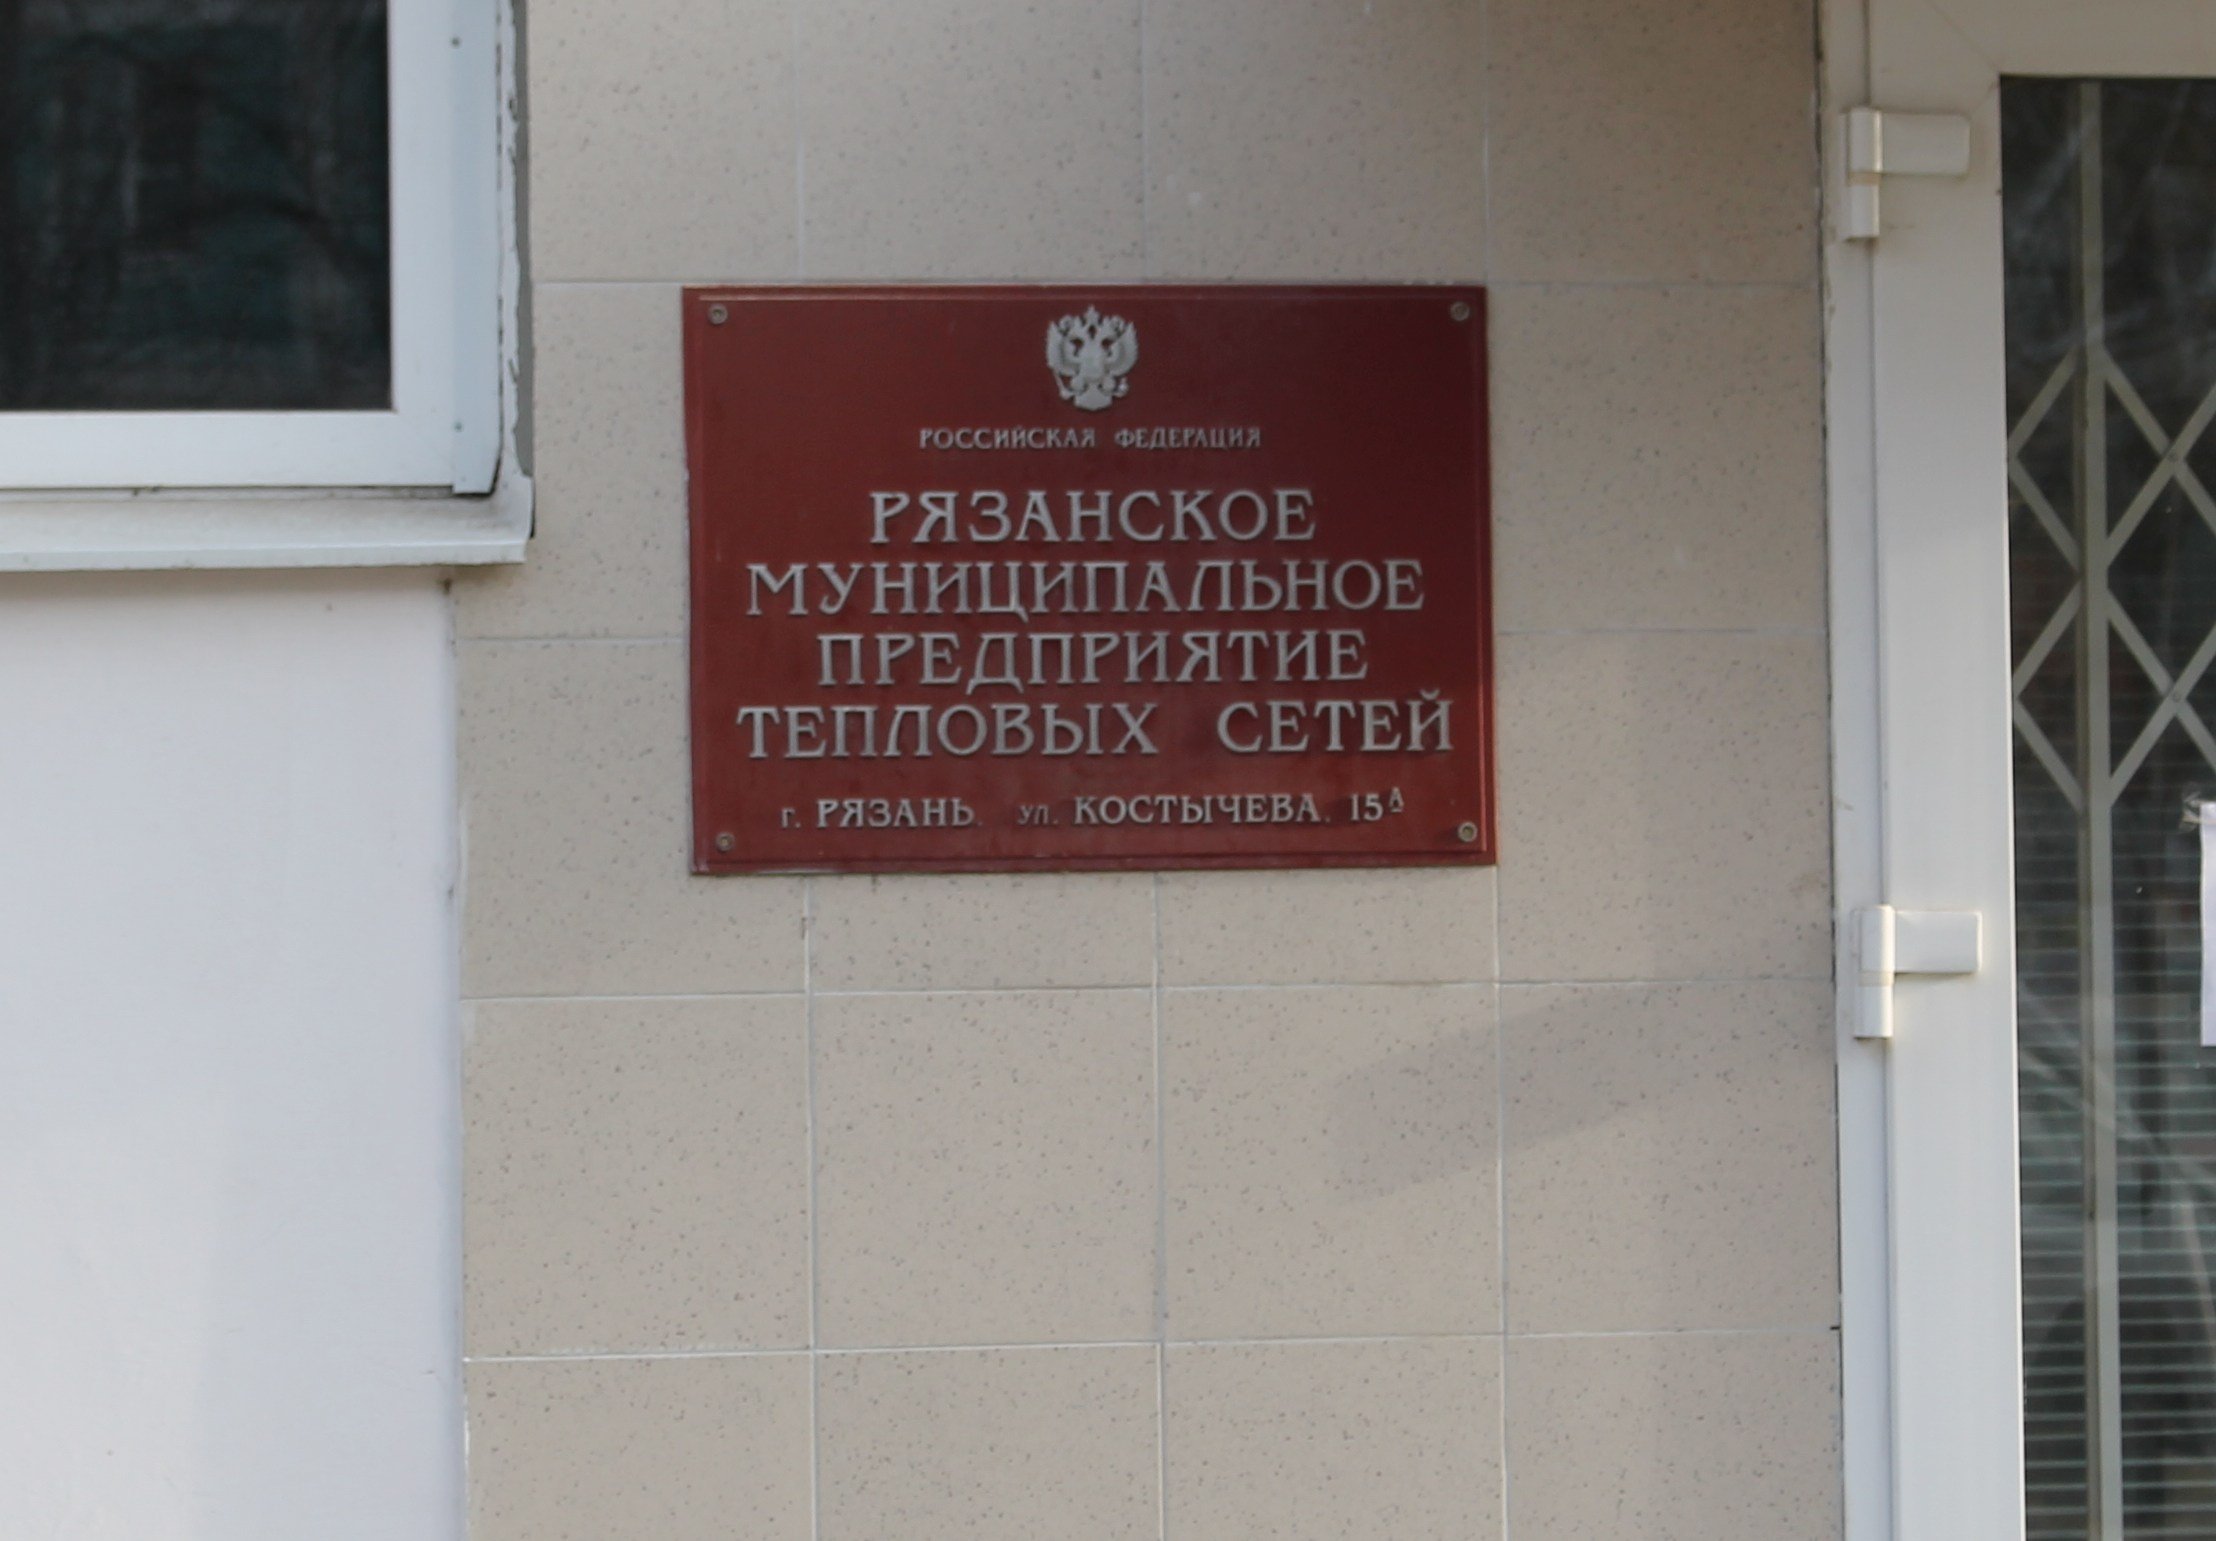 РОССИЙСКАЯ ФЕДЕРАЦИЯ
РЯЗАНСКОЕ
МУНИЦИПАЛЬНОЕ
ПРЕДПРИЯТИЕ
ТЕПЛОВЫХ СЕТЕЙ
г. РЯЗАНЬ. ул. КОСТЫЧЕВА. 15А